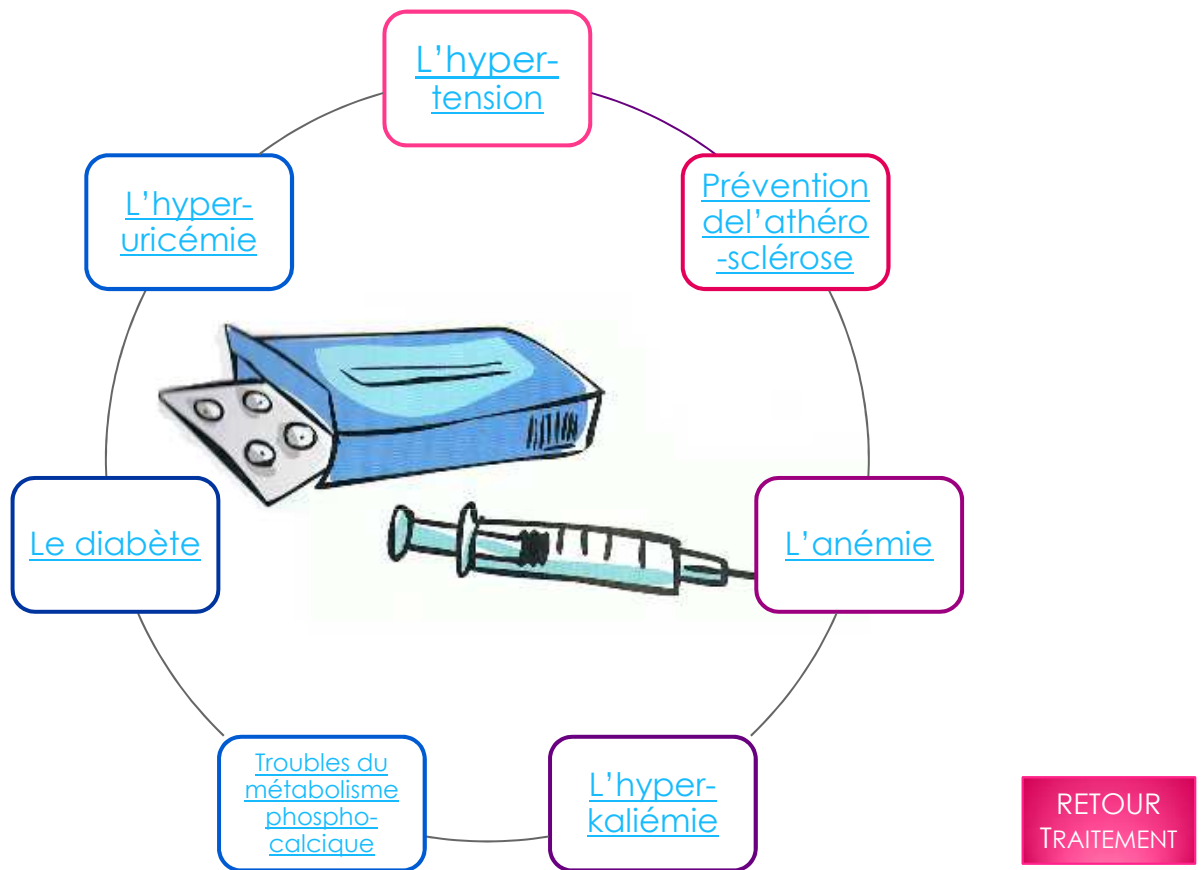 L'hyper-
tension
Prévention
del'athéro
-sclérose
L'anémie
L'hyper-
kaliémie
Troubles du
métabolisme
phospho-
calcique
Le diabète
L'hyper-
uricémie
RETOUR
TRAITEMENT